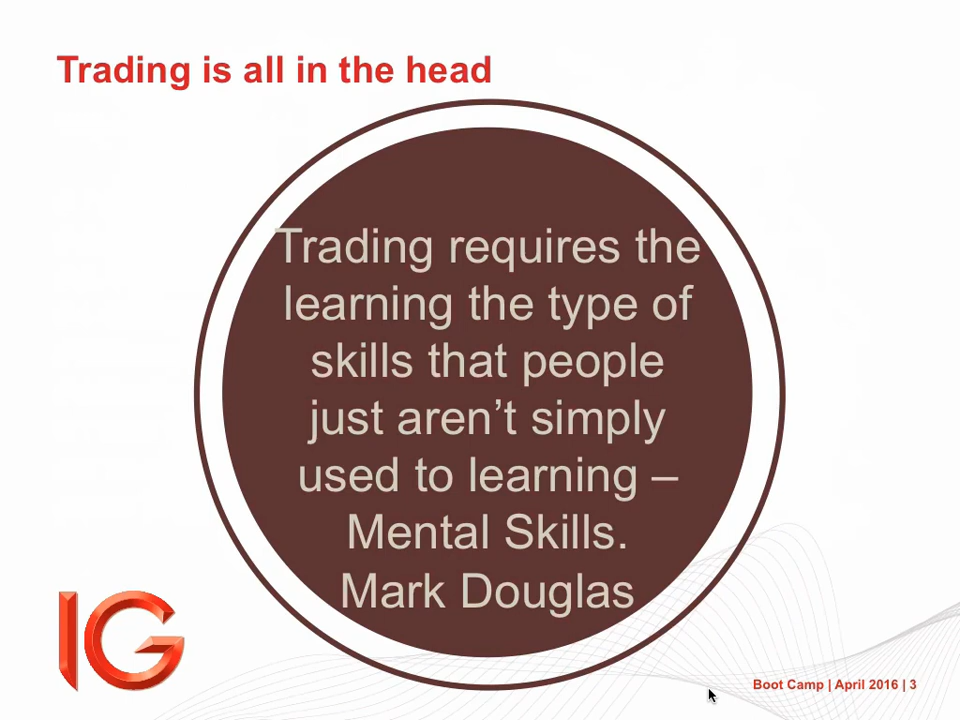 Trading is all in the head
Trading requires the
learning the type of
skills that people
just aren’t simply
used to learning –
Mental Skills.
Mark Douglas
IG
Boot Camp | April 2016 | 3